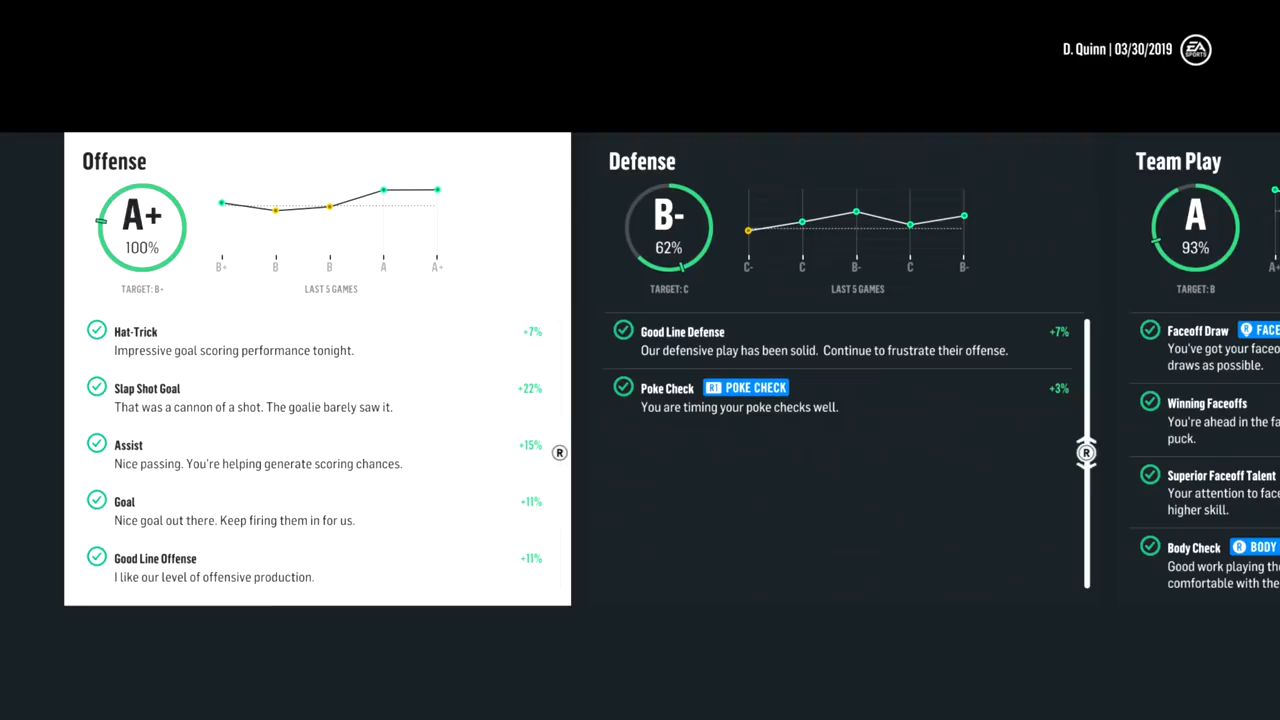 D. Quinn | 03/30/2019
EA
SPORTS
Offense
A+
100%
TARGET: B+
B+ B B A A+
LAST 5 GAMES
Hat-Trick +7%
Impressive goal scoring performance tonight.
Slap Shot Goal +22%
That was a cannon of a shot. The goalie barely saw it.
Assist +15%
Nice passing. You're helping generate scoring chances.
R
Goal +11%
Nice goal out there. Keep firing them in for us.
Good Line Offense +11%
I like our level of offensive production.
Defense
B-
62%
TARGET: C
C- C B- C B-
LAST 5 GAMES
Good Line Defense +7%
Our defensive play has been solid. Continue to frustrate their offense.
Poke Check R1 POKE CHECK +3%
You are timing your poke checks well.
R
Team Play
A
93%
TARGET: B
A+
Faceoff Draw R FACE
You've got your faceo
draws as possible.
Winning Faceoffs
You're ahead in the fa
puck.
Superior Faceoff Talent
Your attention to face
higher skill.
Body Check R BODY
Good work playing the
comfortable with the